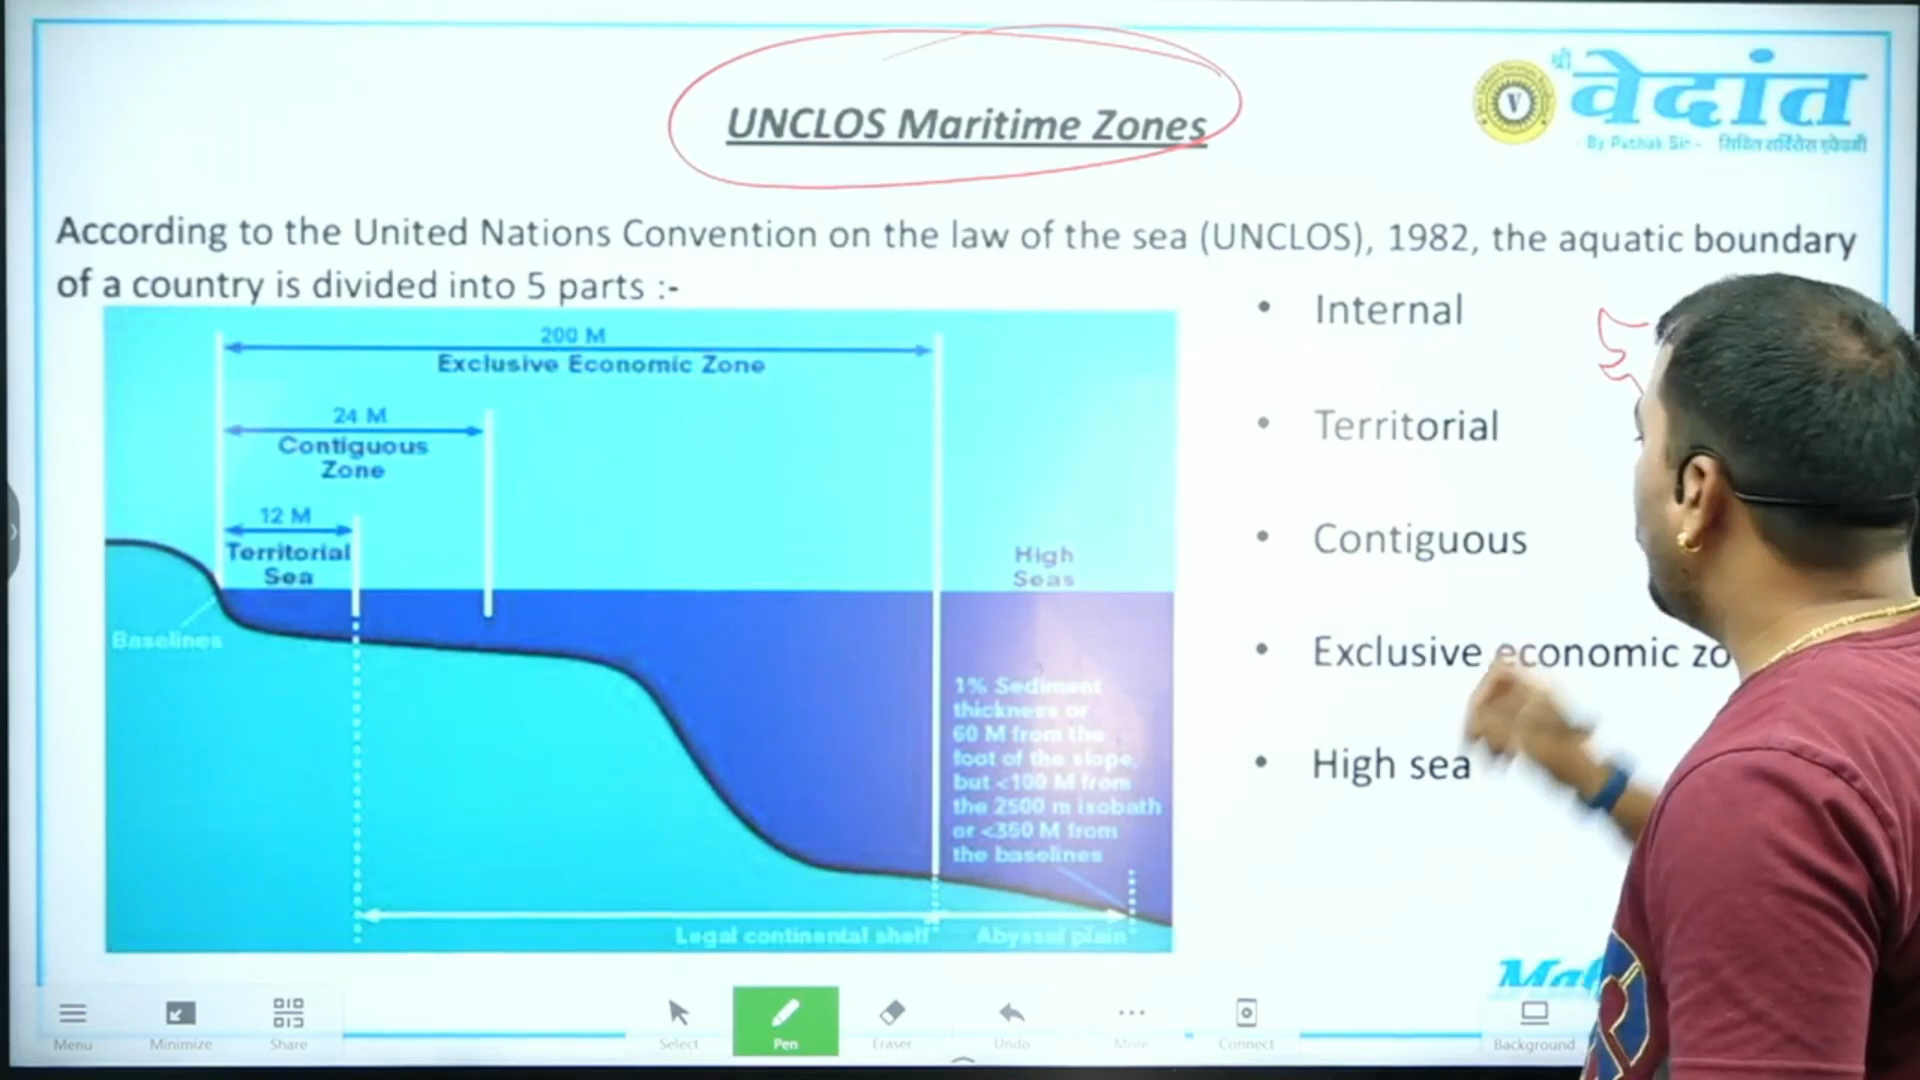 UNCLOS Maritime Zones
श्री वेदांत
- By Pathak Sir - सिविल सर्विसेस एकेडमी
According to the United Nations Convention on the law of the sea (UNCLOS), 1982, the aquatic boundary
of a country is divided into 5 parts :-
200 M
Exclusive Economic Zone
24 M
Contiguous
Zone
12 M
Territorial
Sea
High
Seas
Baselines
1% Sediment
thickness or
60 M from the
foot of the slope,
but <100 M from
the 2500 m isobath
or <350 M from
the baselines
Legal continental shelf
Abyssal plain
• Internal
• Territorial
• Contiguous
• Exclusive economic zo
• High sea
Menu
Minimize
Share
Select
Pen
Eraser
Undo
More
Connect
Background